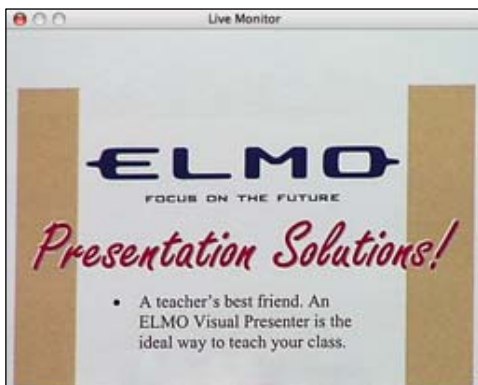 Live Monitor
ELMO
FOCUS ON THE FUTURE
Presentation Solutions!
• A teacher's best friend. An
ELMO Visual Presenter is the
ideal way to teach your class.